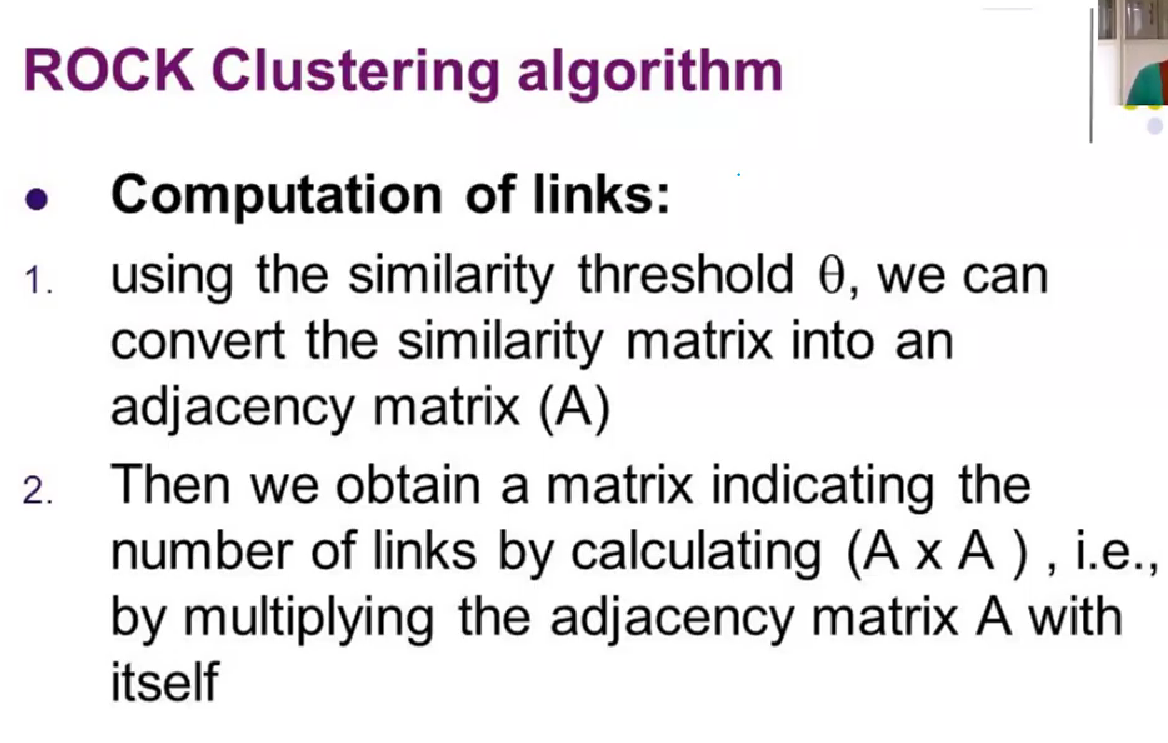 ROCK Clustering algorithm
● Computation of links:
1. using the similarity threshold θ, we can
convert the similarity matrix into an
adjacency matrix (A)
2. Then we obtain a matrix indicating the
number of links by calculating (A x A ) , i.e.,
by multiplying the adjacency matrix A with
itself